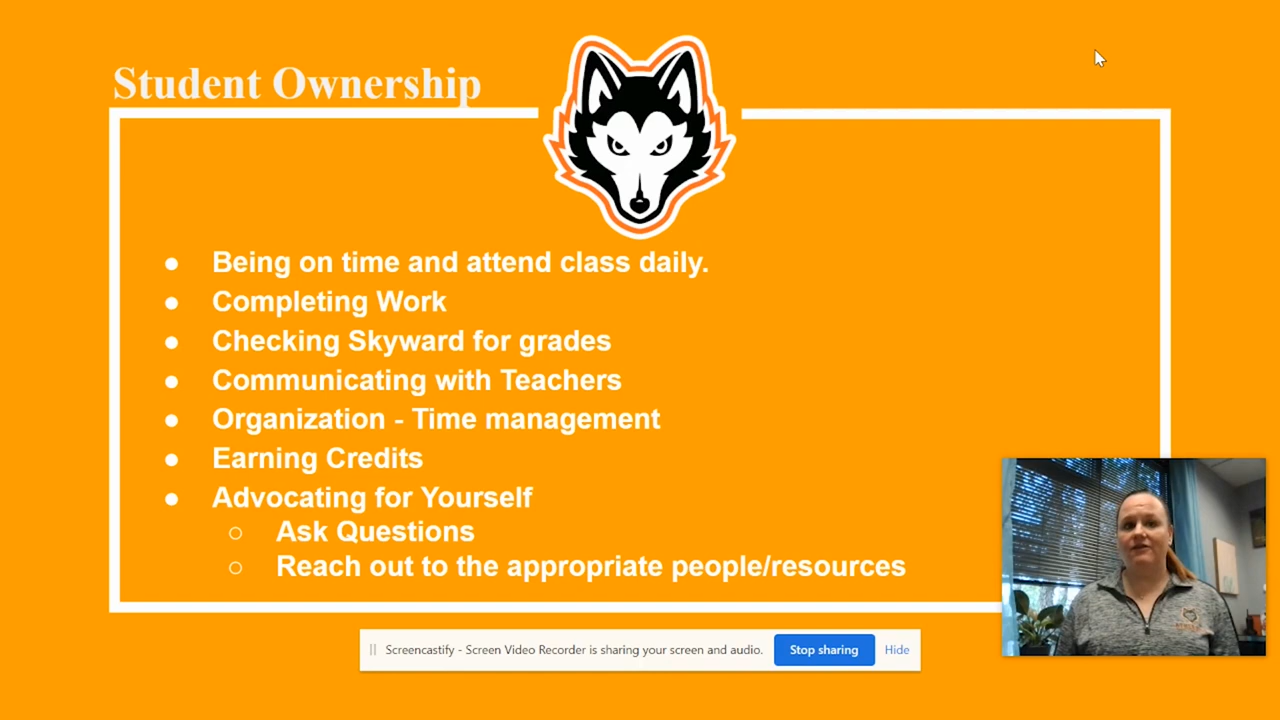 Student Ownership
● Being on time and attend class daily.
● Completing Work
● Checking Skyward for grades
● Communicating with Teachers
● Organization - Time management
● Earning Credits
● Advocating for Yourself
○ Ask Questions
○ Reach out to the appropriate people/resources
Screencastify - Screen Video Recorder is sharing your screen and audio. Stop sharing Hide